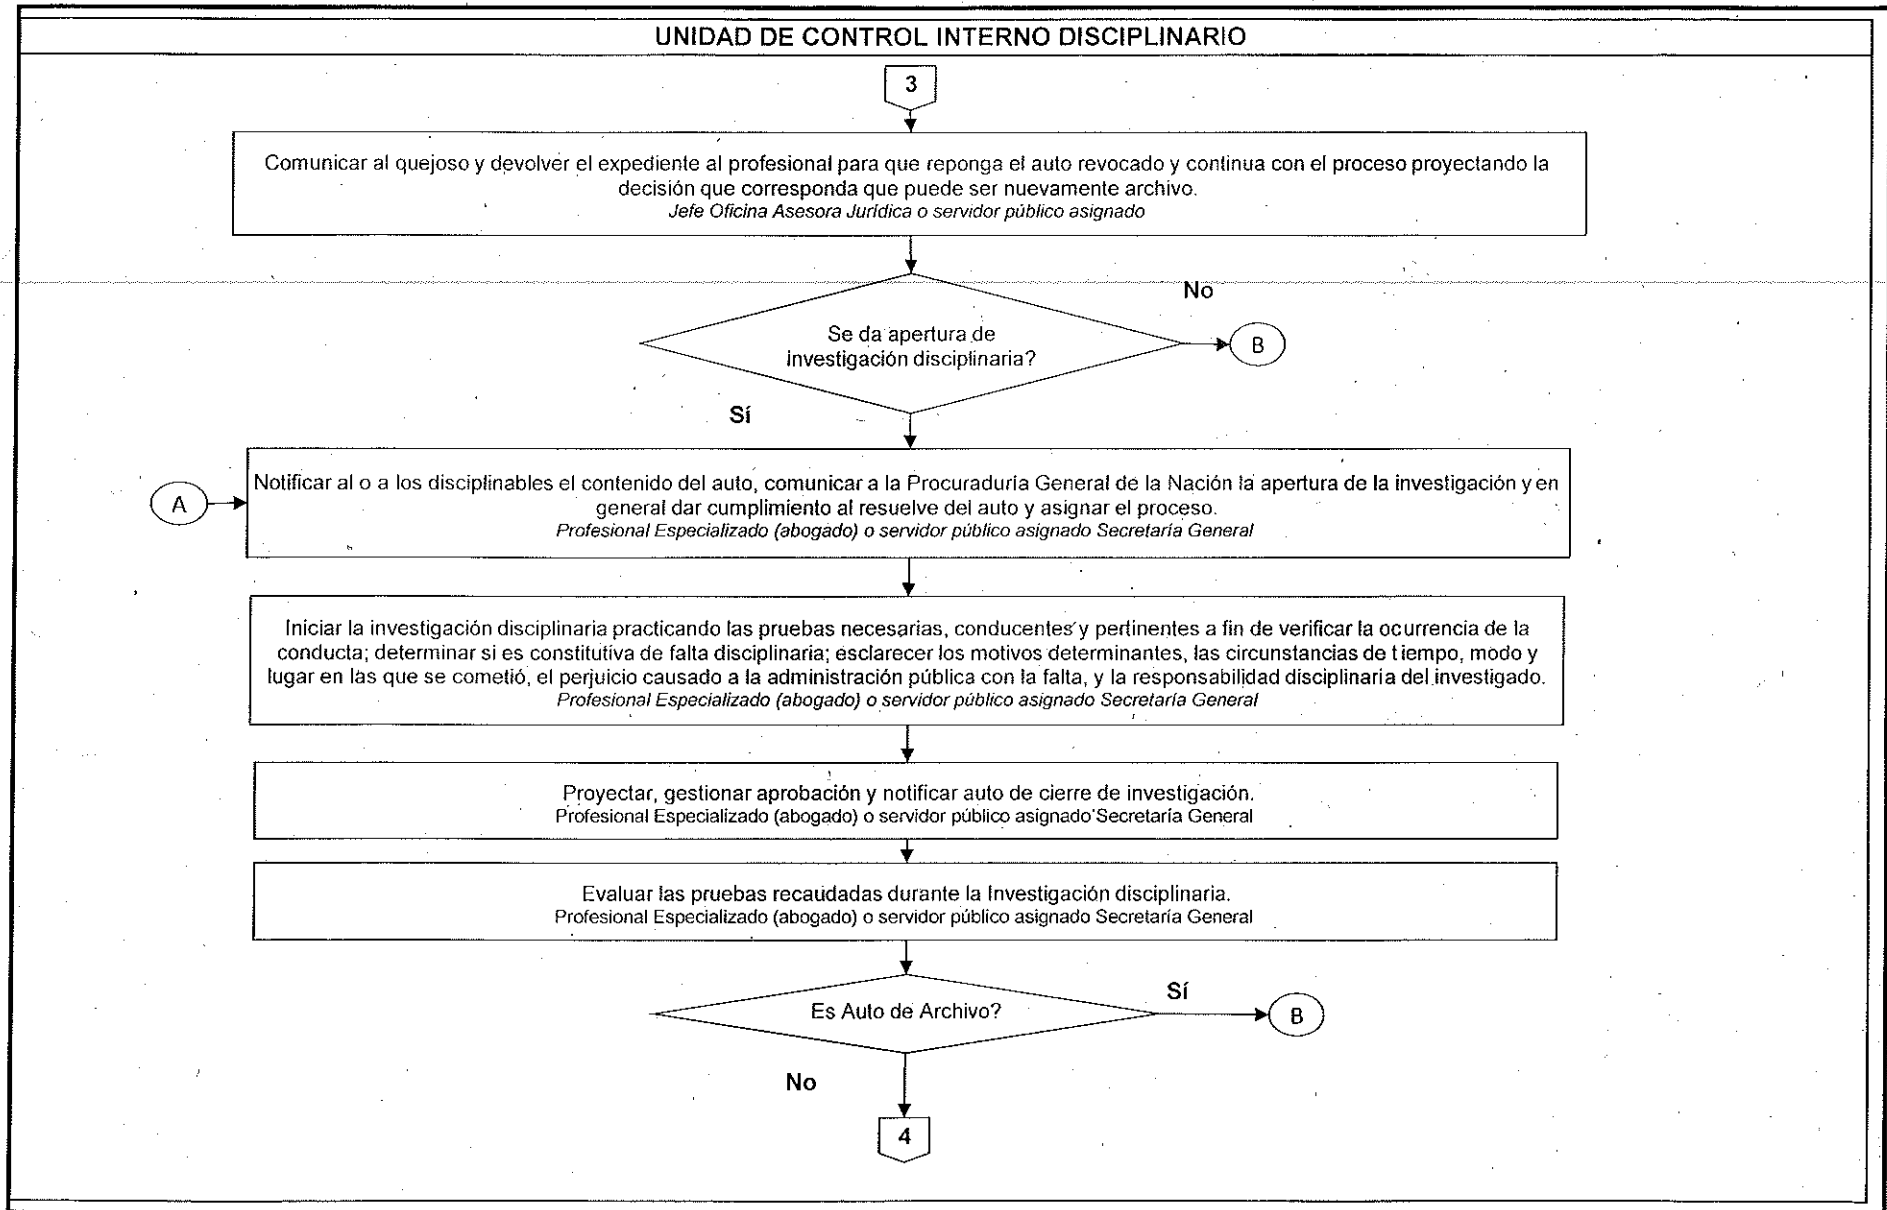 UNIDAD DE CONTROL INTERNO DISCIPLINARIO
3
Comunicar al quejoso y devolver el expediente al profesional para que reponga el auto revocado y continua con el proceso proyectando la
decisión que corresponda que puede ser nuevamente archivo.
Jefe Oficina Asesora Jurídica o servidor público asignado
No
Se da apertura de
investigación disciplinaria?
B
Sí
A
Notificar al o a los disciplinables el contenido del auto, comunicar a la Procuraduría General de la Nación la apertura de la investigación y en
general dar cumplimiento al resuelve del auto y asignar el proceso.
Profesional Especializado (abogado) o servidor público asignado Secretaría General
Iniciar la investigación disciplinaria practicando las pruebas necesarias, conducentes y pertinentes a fin de verificar la ocurrencia de la
conducta; determinar si es constitutiva de falta disciplinaria; esclarecer los motivos determinantes, las circunstancias de tiempo, modo y
lugar en las que se cometió, el perjuicio causado a la administración pública con la falta, y la responsabilidad disciplinaria del investigado.
Profesional Especializado (abogado) o servidor público asignado Secretaría General
Proyectar, gestionar aprobación y notificar auto de cierre de investigación.
Profesional Especializado (abogado) o servidor público asignado Secretaría General
Evaluar las pruebas recaudadas durante la Investigación disciplinaria.
Profesional Especializado (abogado) o servidor público asignado Secretaría General
Sí
Es Auto de Archivo?
B
No
4